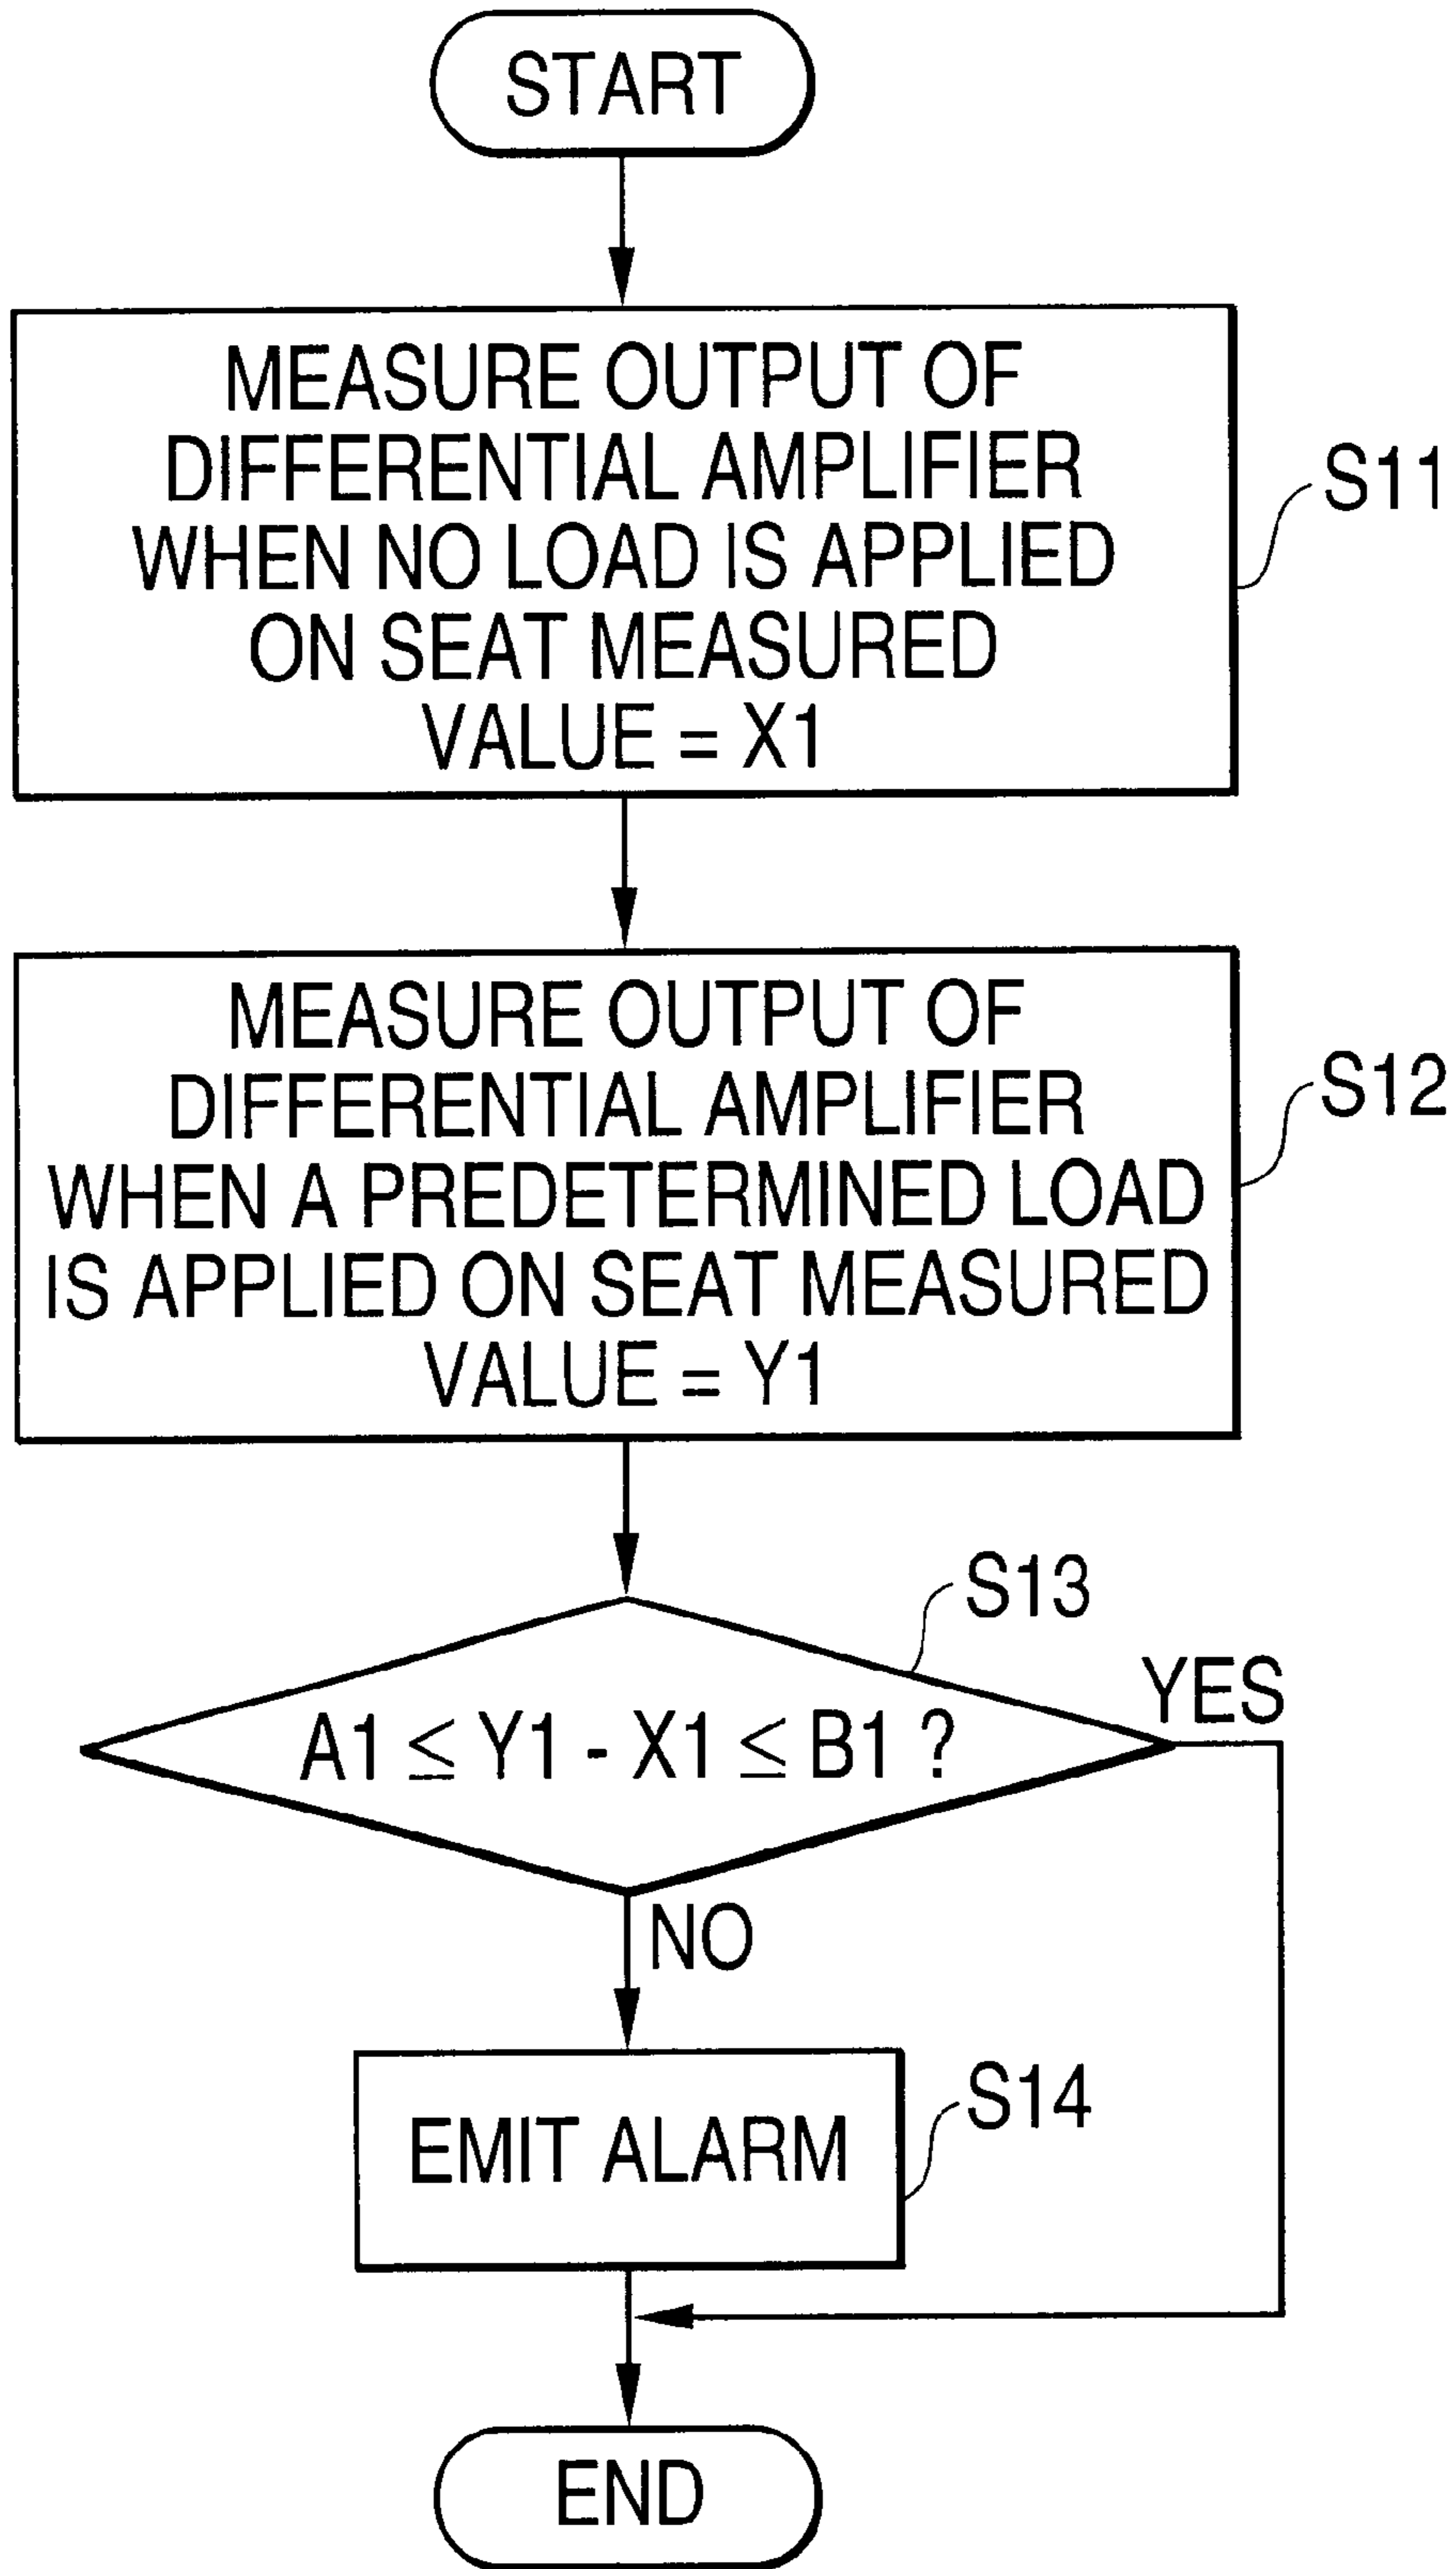 START
MEASURE OUTPUT OF
DIFFERENTIAL AMPLIFIER
WHEN NO LOAD IS APPLIED
ON SEAT MEASURED
VALUE = X1
S11
MEASURE OUTPUT OF
DIFFERENTIAL AMPLIFIER
WHEN A PREDETERMINED LOAD
IS APPLIED ON SEAT MEASURED
VALUE = Y1
S12
S13
A1 ≤ Y1 - X1 ≤ B1 ?
YES
NO
EMIT ALARM
S14
END